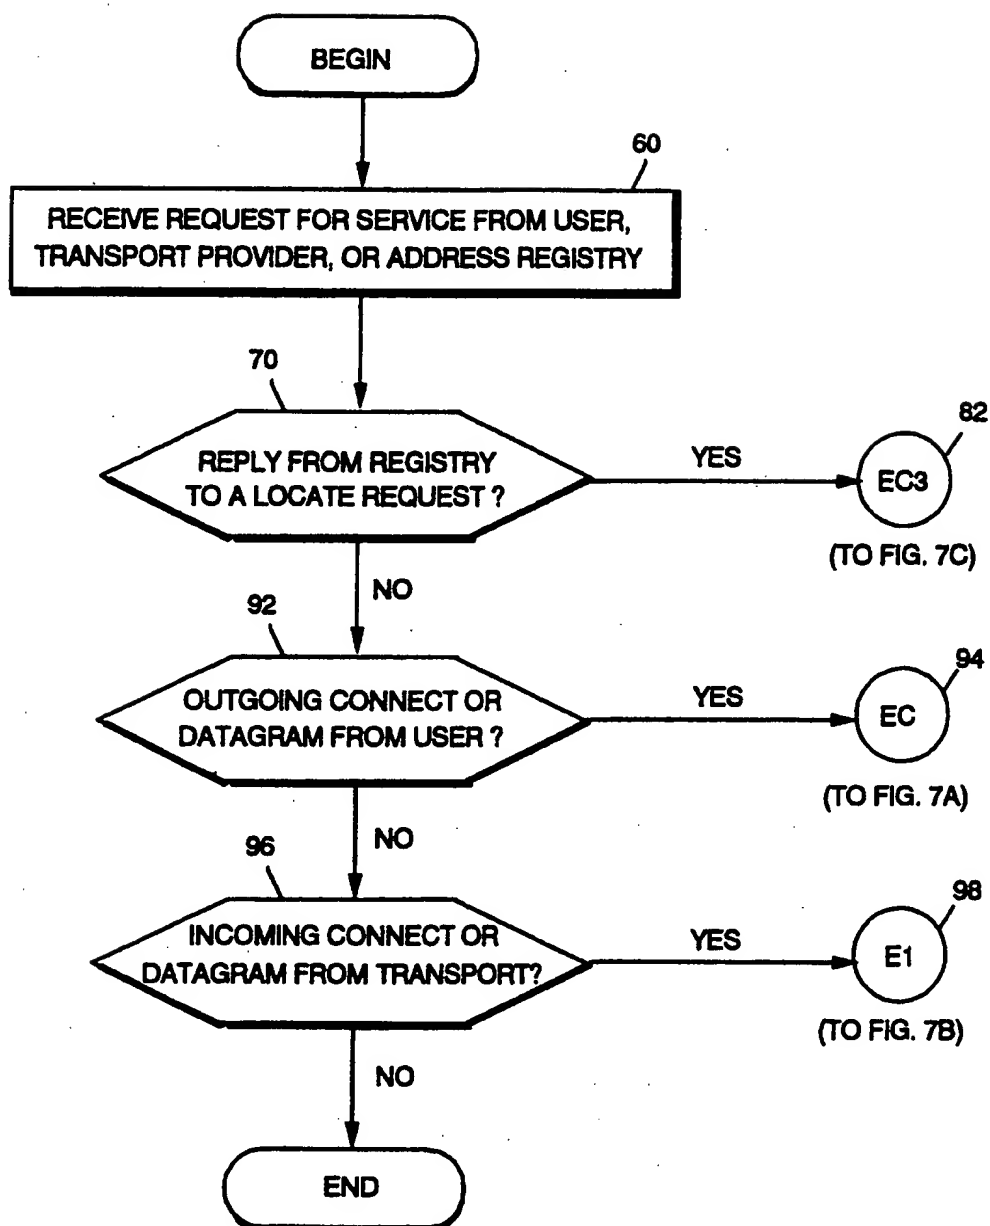 BEGIN
60
RECEIVE REQUEST FOR SERVICE FROM USER,
TRANSPORT PROVIDER, OR ADDRESS REGISTRY
70
REPLY FROM REGISTRY
TO A LOCATE REQUEST ?
YES
82
EC3
(TO FIG. 7C)
NO
92
OUTGOING CONNECT OR
DATAGRAM FROM USER ?
YES
94
EC
(TO FIG. 7A)
NO
96
INCOMING CONNECT OR
DATAGRAM FROM TRANSPORT?
YES
98
E1
(TO FIG. 7B)
NO
END